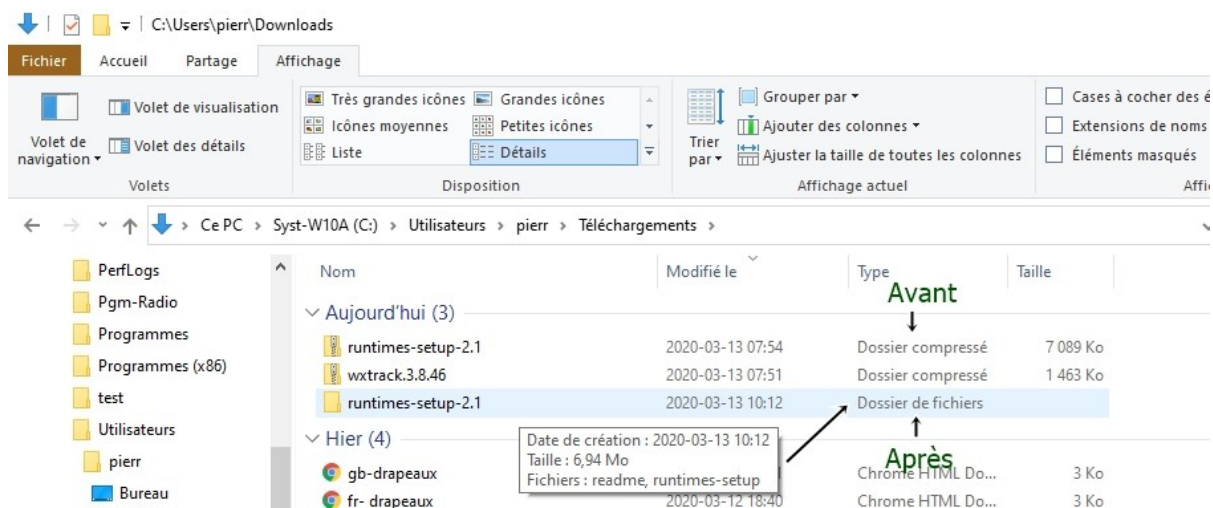 C:\Users\pierr\Downloads
Fichier Accueil Partage Affichage
Volet de navigation
Volet de visualisation
Volet des détails
Volets
Très grandes icônes Grandes icônes
Icônes moyennes Petites icônes
Liste Détails
Disposition
Trier par
Grouper par
Ajouter des colonnes
Ajuster la taille de toutes les colonnes
Affichage actuel
Cases à cocher des é
Extensions de noms
Éléments masqués
Affi
Ce PC > Syst-W10A (C:) > Utilisateurs > pierr > Téléchargements >
PerfLogs
Pgm-Radio
Programmes
Programmes (x86)
test
Utilisateurs
pierr
Bureau
Nom Modifié le Type Taille
Avant
Aujourd'hui (3)
runtimes-setup-2.1 2020-03-13 07:54 Dossier compressé 7 089 Ko
wxtrack.3.8.46 2020-03-13 07:51 Dossier compressé 1 463 Ko
runtimes-setup-2.1 2020-03-13 10:12 Dossier de fichiers
Hier (4)
Date de création : 2020-03-13 10:12
Taille : 6,94 Mo
Fichiers : readme, runtimes-setup
Après
gb-drapeaux Chrome HTML Do... 3 Ko
fr- drapeaux 2020-03-12 18:40 Chrome HTML Do... 3 Ko